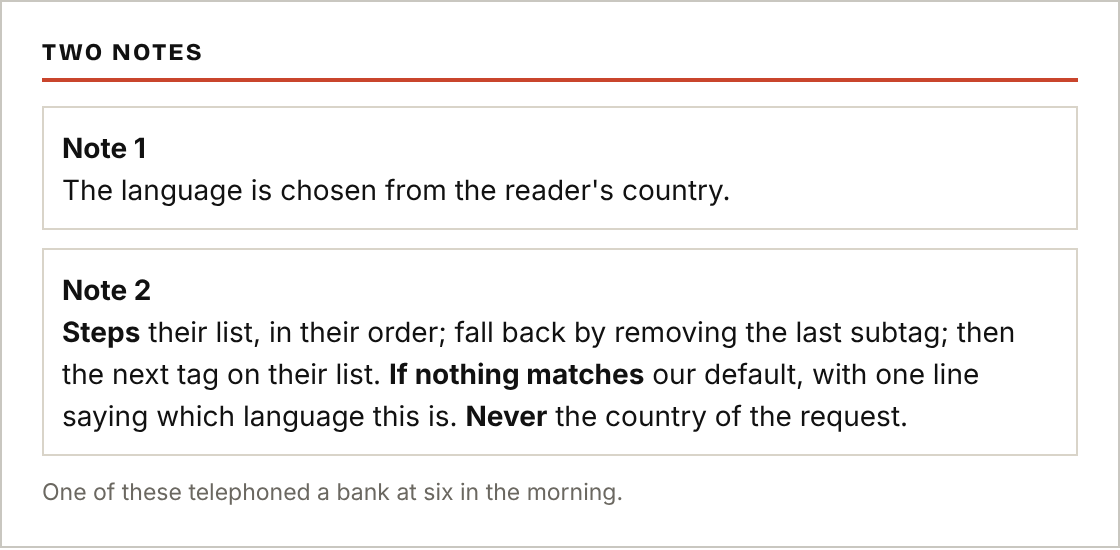 TWO NOTES
Note 1
The language is chosen from the reader's country.
Note 2
Steps their list, in their order; fall back by removing the last subtag; then
the next tag on their list. If nothing matches our default, with one line
saying which language this is. Never the country of the request.
One of these telephoned a bank at six in the morning.